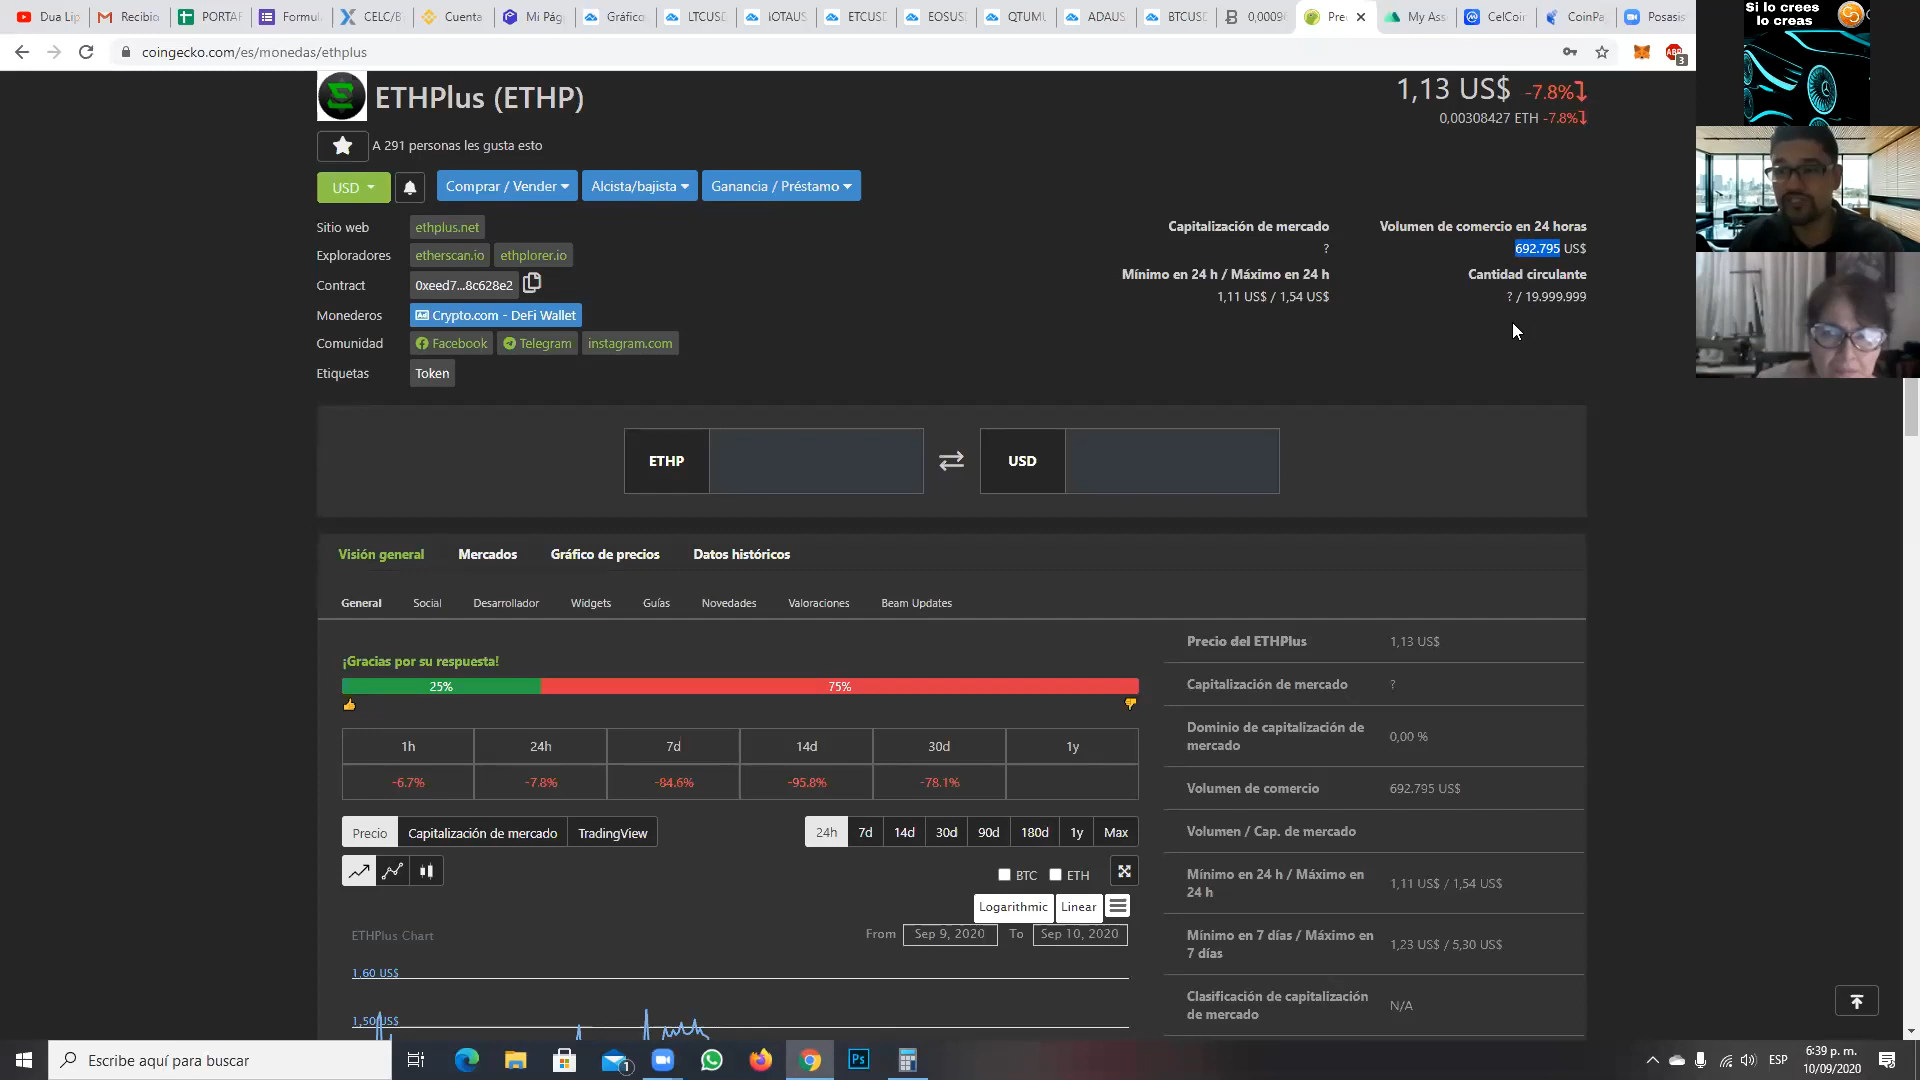 Dua Lip
Recibio
PORTAF
Formula
CELC/B
Cuenta
Mi Pág
Gráfico
LTCUSD
IOTAUS
ETCUSD
EOSUSD
QTUMU
ADAUS
BTCUSD
0,0009
Pre
My Ass
CelCoin
CoinPa
Posasis
coingecko.com/es/monedas/ethplus
3
Si lo crees
lo creas
ETHPlus (ETHP)
1,13 US$ -7.8%
0,00308427 ETH -7.8%
A 291 personas les gusta esto
USD
Comprar / Vender
Alcista/bajista
Ganancia / Préstamo
Sitio web ethplus.net
Exploradores etherscan.io ethplorer.io
Contract 0xeed7...8c628e2
Monederos Ad Crypto.com - DeFi Wallet
Comunidad Facebook Telegram instagram.com
Etiquetas Token
Capitalización de mercado
?
Volumen de comercio en 24 horas
692.795 US$
Mínimo en 24 h / Máximo en 24 h
1,11 US$ / 1,54 US$
Cantidad circulante
? / 19.999.999
ETHP
USD
Visión general Mercados Gráfico de precios Datos históricos
General Social Desarrollador Widgets Guías Novedades Valoraciones Beam Updates
¡Gracias por su respuesta!
25% 75%
1h 24h 7d 14d 30d 1y
-6.7% -7.8% -84.6% -95.8% -78.1%
Precio Capitalización de mercado TradingView
24h 7d 14d 30d 90d 180d 1y Max
BTC ETH
Logarithmic Linear
ETHPlus Chart
From Sep 9, 2020 To Sep 10, 2020
1,60 US$
1,50 US$
Precio del ETHPlus 1,13 US$
Capitalización de mercado ?
Dominio de capitalización de
mercado
0,00 %
Volumen de comercio 692.795 US$
Volumen / Cap. de mercado
Mínimo en 24 h / Máximo en
24 h
1,11 US$ / 1,54 US$
Mínimo en 7 días / Máximo en
7 días
1,23 US$ / 5,30 US$
Clasificación de capitalización
de mercado
N/A
Escribe aquí para buscar
1
Ps
ESP
6:39 p. m.
10/09/2020